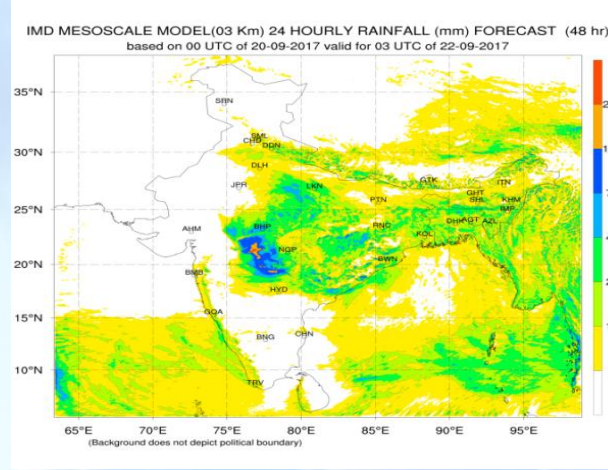 IMD MESOSCALE MODEL(03 Km) 24 HOURLY RAINFALL (mm) FORECAST (48 hr)
based on 00 UTC of 20-09-2017 valid for 03 UTC of 22-09-2017
35°N
SRN
SML
CHD
DDN
30°N
DLH
JPR
LKN
GTK
ITN
PTN
GHT
SHL
KHM
IMP
25°N
AHM
BHP
RNC
DHK
AGT
AZL
KOL
NGP
BWN
20°N
BMB
HYD
15°N
GOA
BNG
CHN
10°N
TRV
65°E 70°E 75°E 80°E 85°E 90°E 95°E
(Background does not depict political boundary)